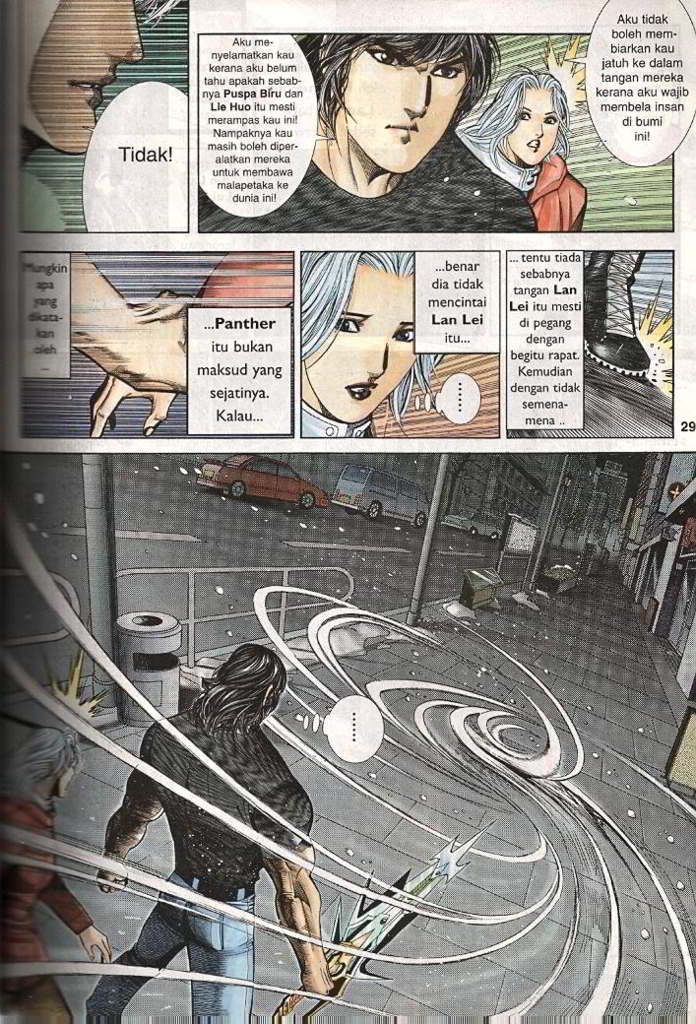 Tidak!
Aku me-
nyelamatkan kau
kerana aku belum
tahu apakah sebab-
nya Puspa Biru dan
Lie Huo itu mesti
merampas kau ini!
Nampaknya kau
masih boleh diper-
alatkan mereka
untuk membawa
malapetaka ke
dunia ini!
Aku tidak
boleh mem-
biarkan kau
jatuh ke dalam
tangan mereka
kerana aku wajib
membela insan
di bumi
ini!
Mungkin
apa
yang
dikata-
kan
oleh
...
...Panther
itu bukan
maksud yang
sejatinya.
Kalau...
...benar
dia tidak
mencintai
Lan Lei
itu...
.....
... tentu tiada
sebabnya
tangan Lan
Lei itu mesti
di pegang
dengan
begitu rapat.
Kemudian
dengan tidak
semena-
mena ..
29
.....